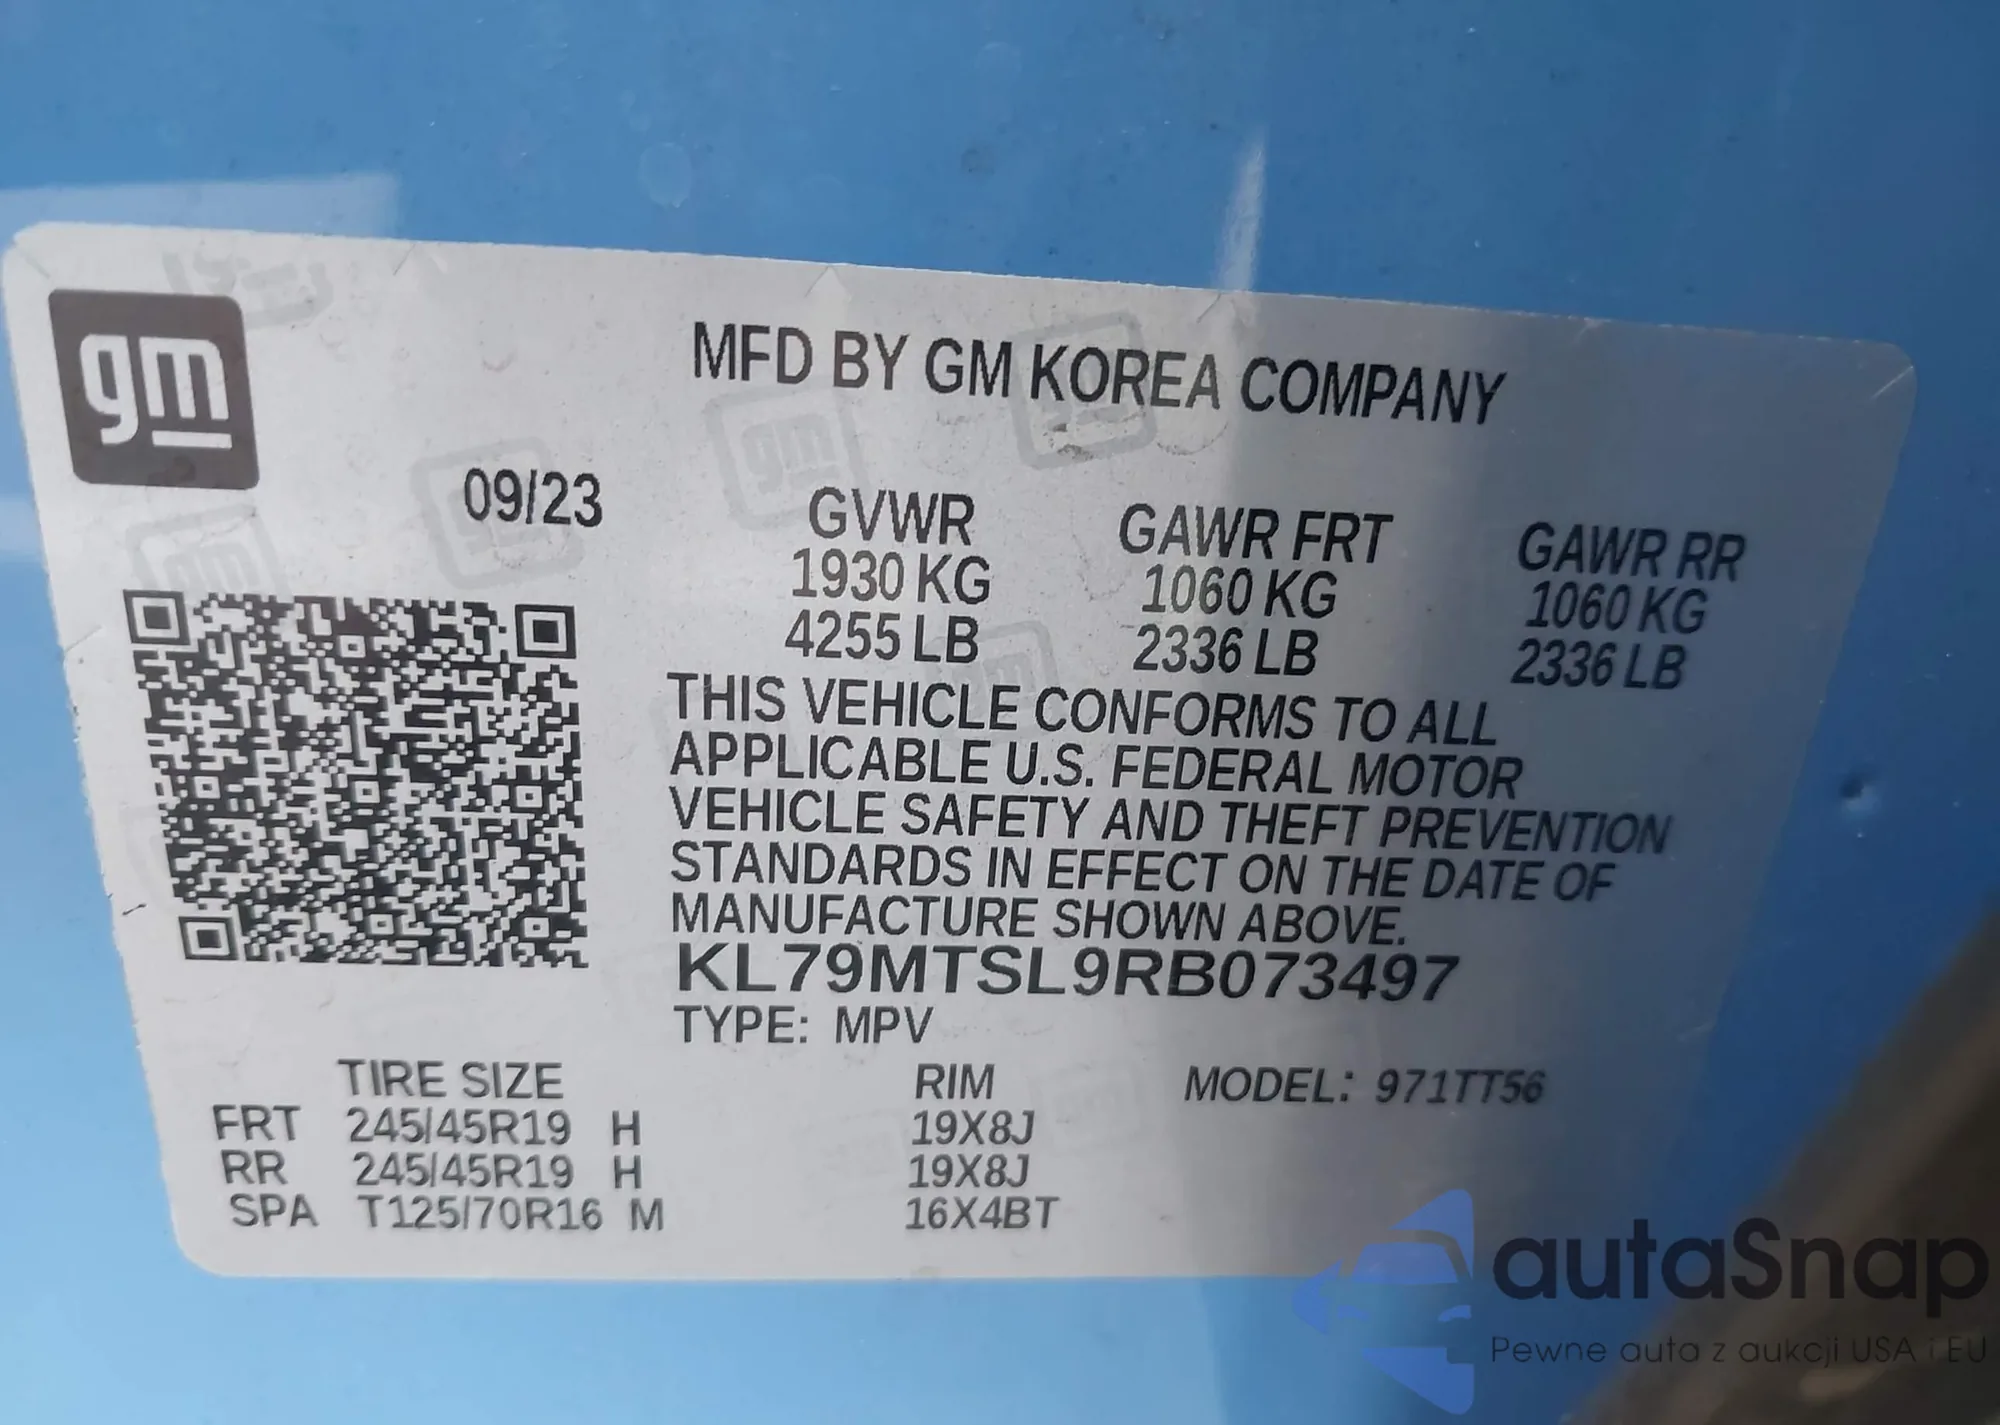 gm
MFD BY GM KOREA COMPANY
09/23
GVWR GAWR FRT GAWR RR
1930 KG 1060 KG 1060 KG
4255 LB 2336 LB 2336 LB
THIS VEHICLE CONFORMS TO ALL
APPLICABLE U.S. FEDERAL MOTOR
VEHICLE SAFETY AND THEFT PREVENTION
STANDARDS IN EFFECT ON THE DATE OF
MANUFACTURE SHOWN ABOVE.
KL79MTSL9RB073497
TYPE: MPV
TIRE SIZE RIM MODEL: 971TT56
FRT 245/45R19 H 19X8J
RR 245/45R19 H 19X8J
SPA T125/70R16 M 16X4BT
autaSnap
Pewne auta z aukcji USA i EU